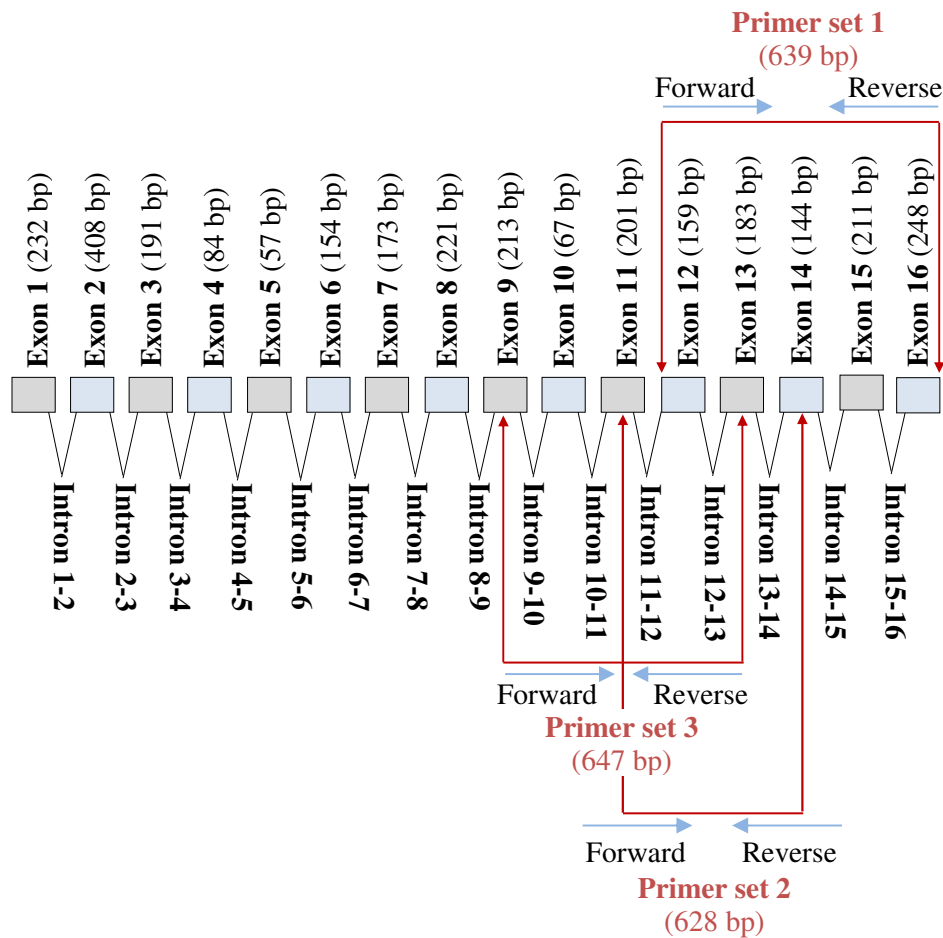 Primer set 1
(639 bp)
Forward
Reverse
Exon 1 (232 bp)
Exon 2 (408 bp)
Exon 3 (191 bp)
Exon 4 (84 bp)
Exon 5 (57 bp)
Exon 6 (154 bp)
Exon 7 (173 bp)
Exon 8 (221 bp)
Exon 9 (213 bp)
Exon 10 (67 bp)
Exon 11 (201 bp)
Exon 12 (159 bp)
Exon 13 (183 bp)
Exon 14 (144 bp)
Exon 15 (211 bp)
Exon 16 (248 bp)
Intron 1-2
Intron 2-3
Intron 3-4
Intron 4-5
Intron 5-6
Intron 6-7
Intron 7-8
Intron 8-9
Intron 9-10
Intron 10-11
Intron 11-12
Intron 12-13
Intron 13-14
Intron 14-15
Intron 15-16
Forward
Reverse
Primer set 3
(647 bp)
Forward
Reverse
Primer set 2
(628 bp)